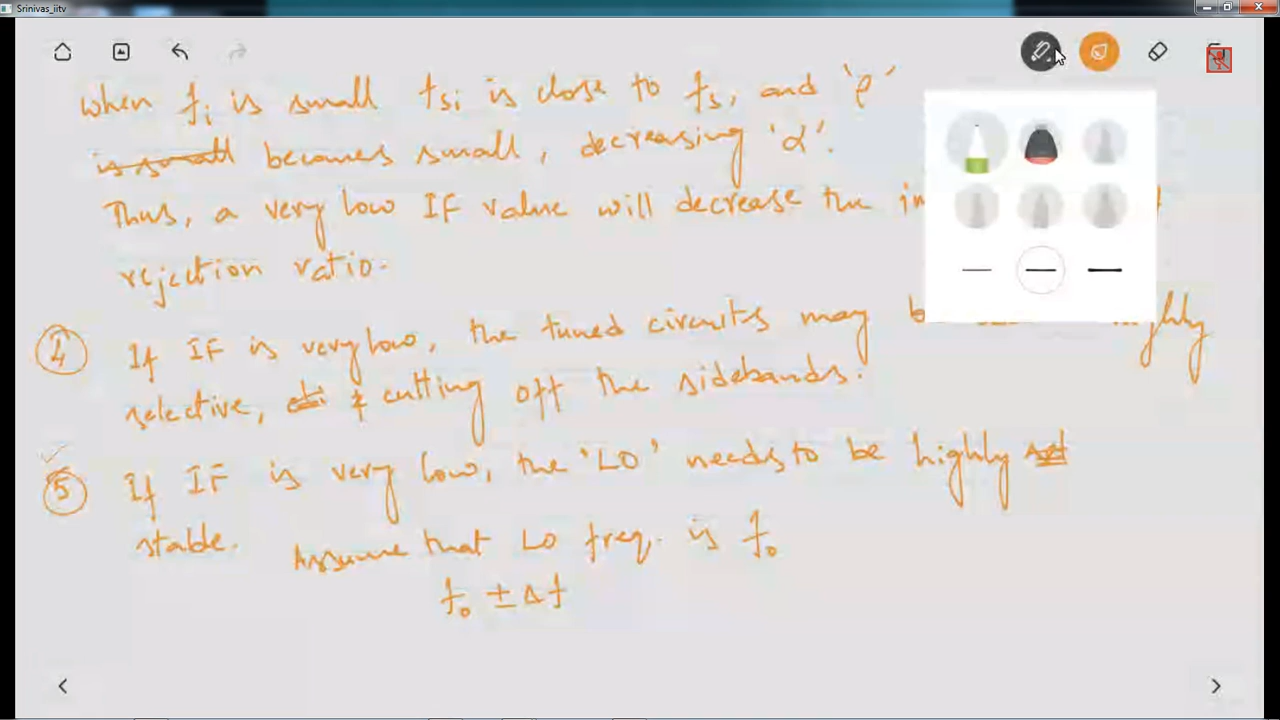 Srinivas_iitv
When fi is small fsi is close to fs, and 'ρ'
is small becomes small, decreasing 'α'.
Thus, a very low IF value will decrease the
rejection ratio.
4 If IF is very low, the tuned circuits may highly
selective, & cutting off the sidebands.
5 If IF is very low, the 'LO' needs to be highly
stable. Assume that LO freq. is f₀
f₀ ± Δf